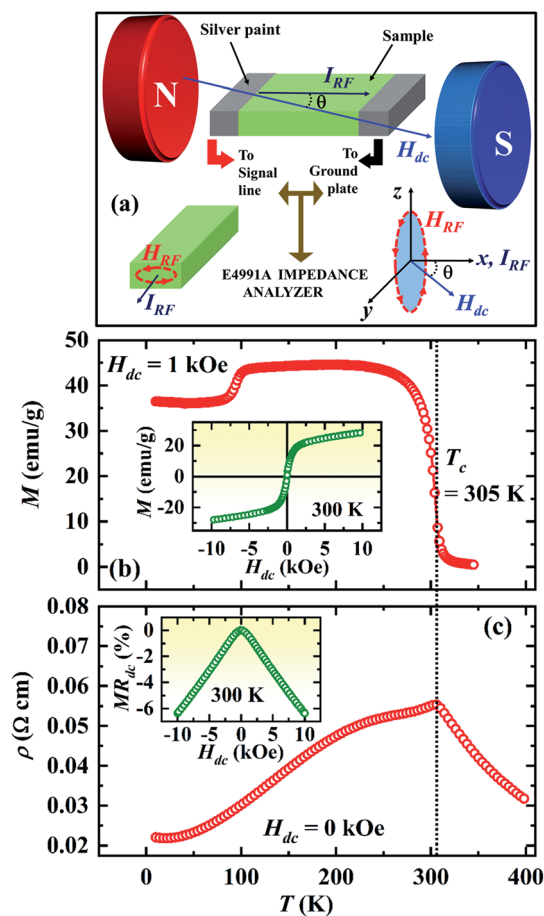 Silver paint
Sample
N
I_RF
θ
H_dc
S
To
Signal
line
To
Ground
plate
(a)
H_RF
I_RF
E4991A IMPEDANCE
ANALYZER
z
H_RF
x, I_RF
θ
y
H_dc
50
40
30
20
10
0
M (emu/g)
H_dc = 1 kOe
T_c
= 305 K
(b)
20
0
-20
M (emu/g)
300 K
-10 -5 0 5 10
H_dc (kOe)
0.08
0.07
0.06
0.05
0.04
0.03
0.02
ρ (Ω cm)
(c)
0
-2
-4
-6
MR_dc (%)
300 K
-10 -5 0 5 10
H_dc (kOe)
H_dc = 0 kOe
0 100 200 300 400
T (K)